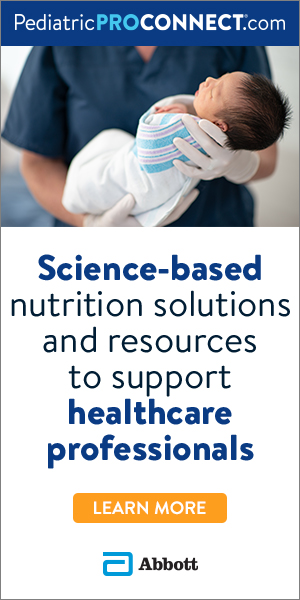 PediatricPROCONNECT®.com
Science-based
nutrition solutions
and resources
to support
healthcare
professionals
LEARN MORE
Abbott